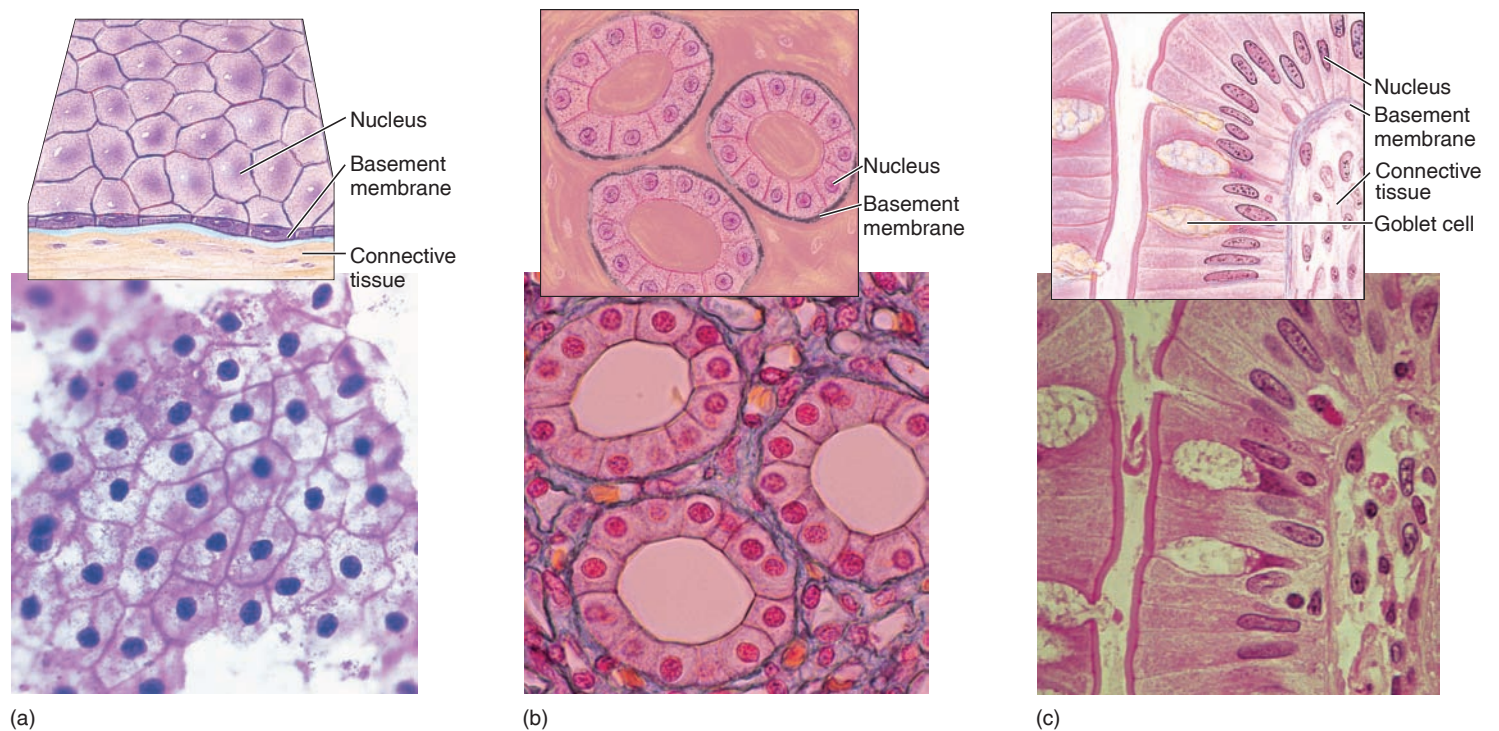 Nucleus
Basement
membrane
Connective
tissue
(a)
Nucleus
Basement
membrane
(b)
Nucleus
Basement
membrane
Connective
tissue
Goblet cell
(c)